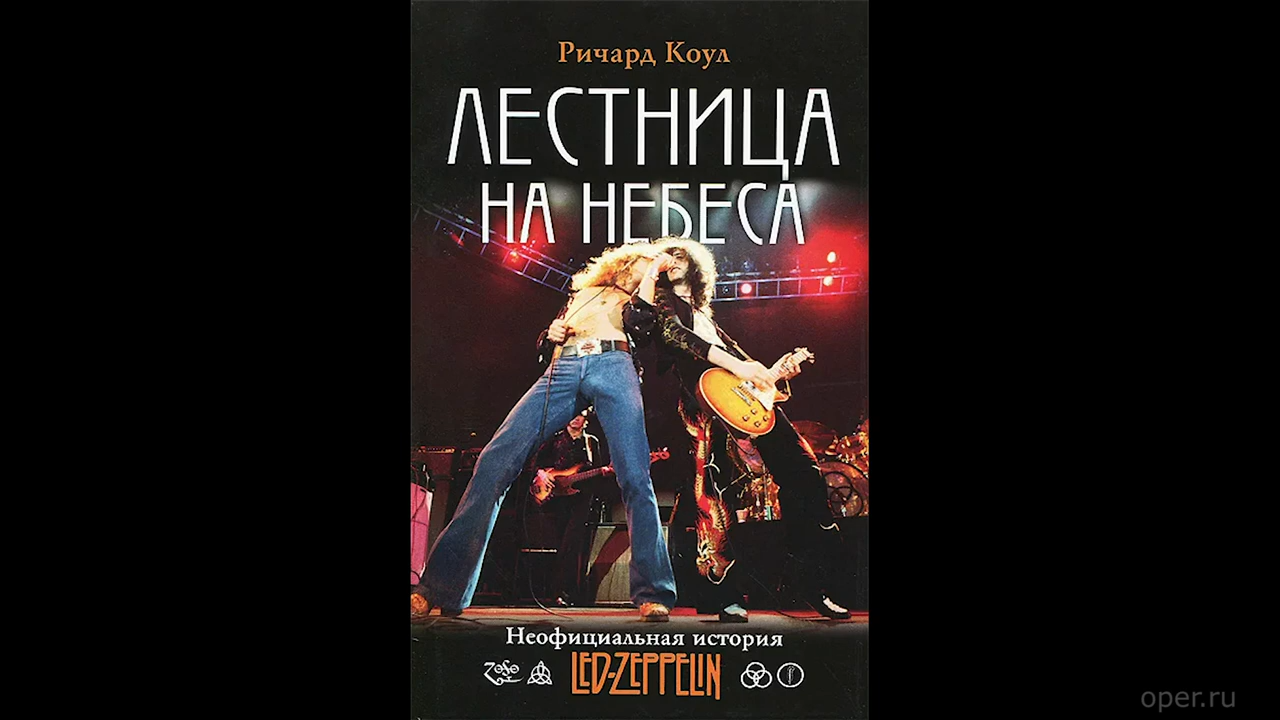 Ричард Коул
ЛЕСТНИЦА
НА НЕБЕСА
Неофициальная история
LED-ZEPPELIN
oper.ru